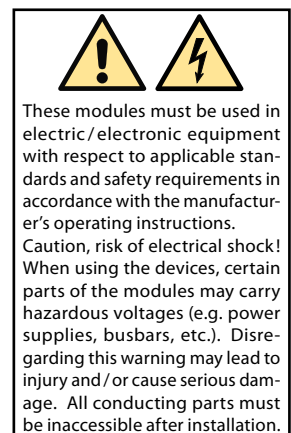 These modules must be used in
electric/electronic equipment
with respect to applicable stan-
dards and safety requirements in
accordance with the manufactur-
er's operating instructions.
Caution, risk of electrical shock!
When using the devices, certain
parts of the modules may carry
hazardous voltages (e.g. power
supplies, busbars, etc.). Disre-
garding this warning may lead to
injury and/or cause serious dam-
age. All conducting parts must
be inaccessible after installation.